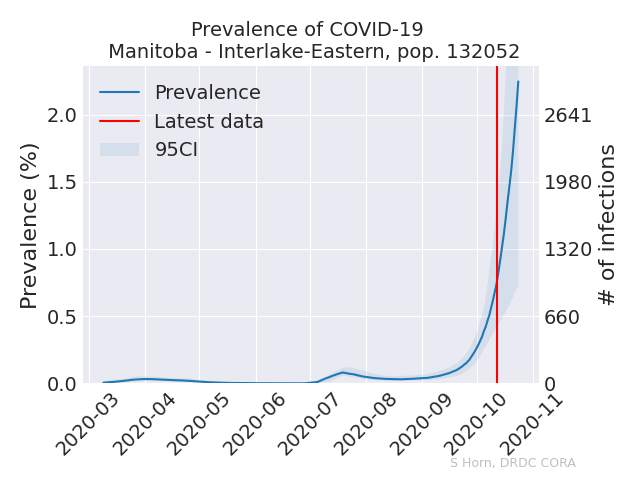 Prevalence of COVID-19
Manitoba - Interlake-Eastern, pop. 132052
Prevalence
Latest data
95CI
Prevalence (%)
2.0
1.5
1.0
0.5
0.0
# of infections
2641
1980
1320
660
0
2020-03
2020-04
2020-05
2020-06
2020-07
2020-08
2020-09
2020-10
2020-11
S Horn, DRDC CORA